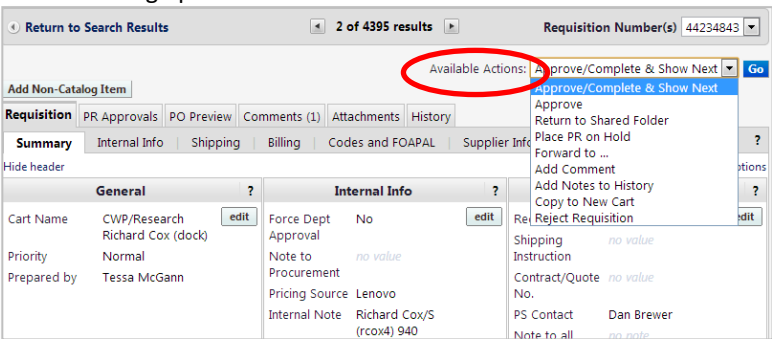 Return to Search Results 2 of 4395 results Requisition Number(s) 44234843
Available Actions: Approve/Complete & Show Next Go
Add Non-Catalog Item
Approve/Complete & Show Next
Approve
Return to Shared Folder
Place PR on Hold
Forward to ...
Add Comment
Add Notes to History
Copy to New Cart
Reject Requisition
Requisition PR Approvals PO Preview Comments (1) Attachments History
Summary Internal Info Shipping Billing Codes and FOAPAL Supplier Info ?
Hide header
General ? Internal Info ? ?
Cart Name CWP/Research edit
Richard Cox (dock)
Priority Normal
Prepared by Tessa McGann
Force Dept No edit
Approval
Note to no value
Procurement
Pricing Source Lenovo
Internal Note Richard Cox/S
(rcox4) 940
Shipping no value
Instruction
Contract/Quote no value
No.
PS Contact Dan Brewer
Note to all no note